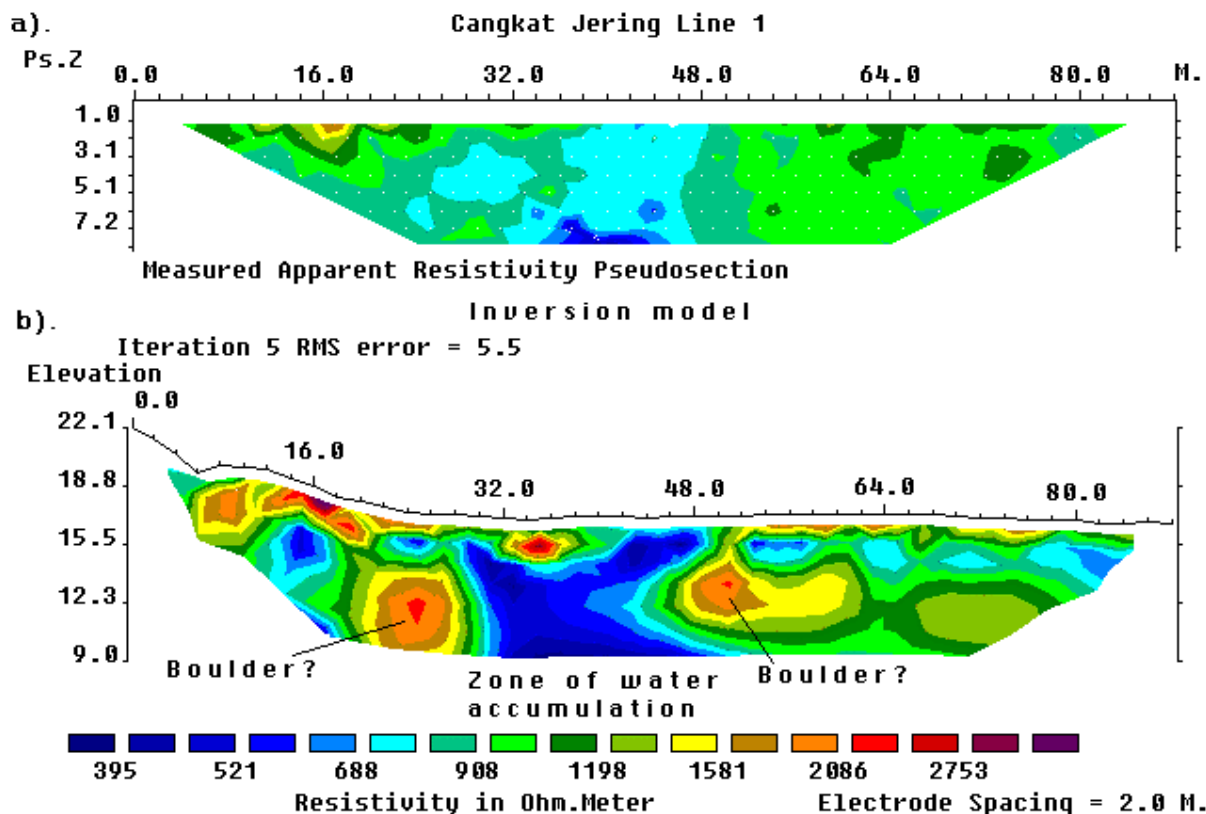 a). Cangkat Jering Line 1
Ps.Z 0.0 16.0 32.0 48.0 64.0 80.0 M.
1.0
3.1
5.1
7.2
Measured Apparent Resistivity Pseudosection
Inversion model
b).
Iteration 5 RMS error = 5.5
Elevation
0.0
22.1
16.0
18.8
32.0 48.0 64.0 80.0
15.5
12.3
9.0
Boulder?
Zone of water
accumulation
Boulder?
395 521 688 908 1198 1581 2086 2753
Resistivity in Ohm.Meter Electrode Spacing = 2.0 M.